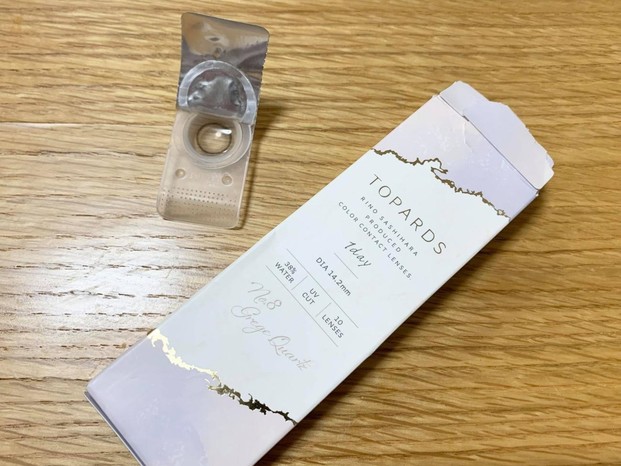 TOPARDS
RINO SASHIHARA
PRODUCED
COLOR CONTACT LENSES
1day
DIA 14.2mm
38% WATER
UV CUT
10 LENSES
No.8
Grege Quartz